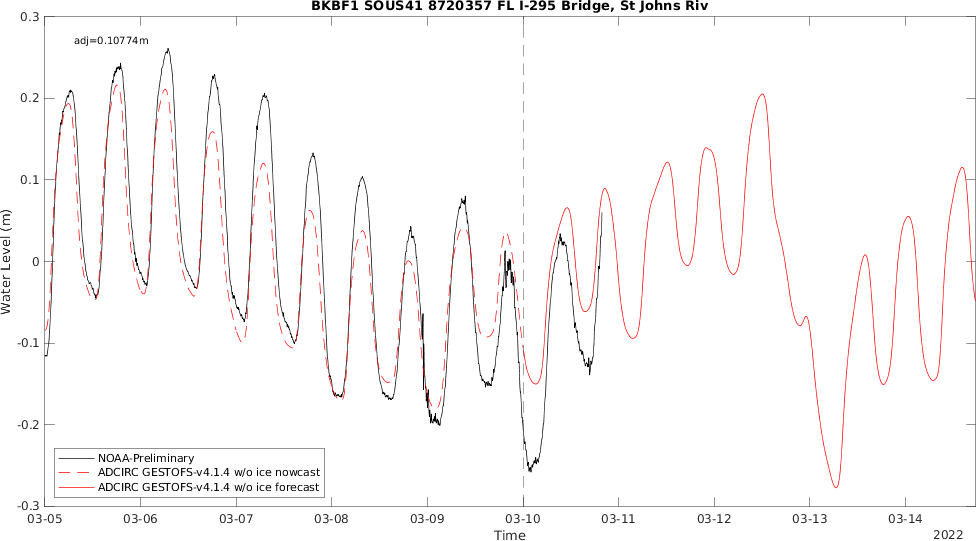 BKBF1 SOUS41 8720357 FL I-295 Bridge, St Johns Riv
adj=0.10774m
0.3
0.2
0.1
0
-0.1
-0.2
-0.3
Water Level (m)
NOAA-Preliminary
ADCIRC GESTOFS-v4.1.4 w/o ice nowcast
ADCIRC GESTOFS-v4.1.4 w/o ice forecast
03-05 03-06 03-07 03-08 03-09 03-10 03-11 03-12 03-13 03-14
Time
2022